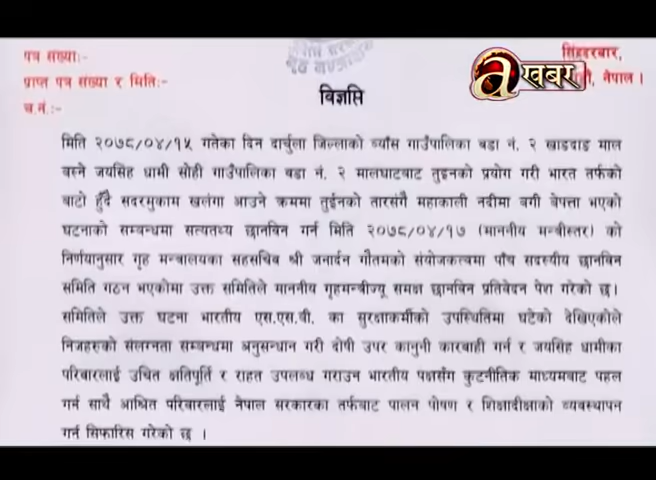 पत्र संख्या:-
सिंहदरबार,
प्राप्त पत्र संख्या र मिति:-
नेपाल ।
a खबर
च.नं.:-
विज्ञप्ति
मिति २०७८/०४/१५ गतेका दिन दार्चुला जिल्लाको ब्याँस गाउँपालिका वडा नं. २ खाङदाङ माल
वस्ने जयसिंह धामी सोही गाउँपालिका वडा नं. २ मालघाटबाट तुइनको प्रयोग गरी भारत तर्फको
बाटो हुँदै सदरमुकाम खलंगा आउने क्रममा तुईनको तारसंगै महाकाली नदीमा बगी बेपत्ता भएको
घटनाको सम्बन्धमा सत्यतथ्य छानविन गर्न मिति २०७८/०४/१७ (माननीय मन्त्रीस्तर) को
निर्णयानुसार गृह मन्त्रालयका सहसचिव श्री जनार्दन गौतमको संयोजकत्वमा पाँच सदस्यीय छानविन
समिति गठन भएकोमा उक्त समितिले माननीय गृहमन्त्रीज्यू समक्ष छानविन प्रतिवेदन पेश गरेको छ।
समितिले उक्त घटना भारतीय एस.एस.वी. का सुरक्षाकर्मीको उपस्थितिमा घटेको देखिएकोले
निजहरुको संलग्नता सम्बन्धमा अनुसन्धान गरी दोषी उपर कानुनी कारबाही गर्न र जयसिंह धामीका
परिवारलाई उचित क्षतिपूर्ति र राहत उपलब्ध गराउन भारतीय पक्षसँग कुटनीतिक माध्यमबाट पहल
गर्न साथै आश्रित परिवारलाई नेपाल सरकारका तर्फबाट पालन पोषण र शिक्षादीक्षाको व्यवस्थापन
गर्न सिफारिस गरेको छ ।